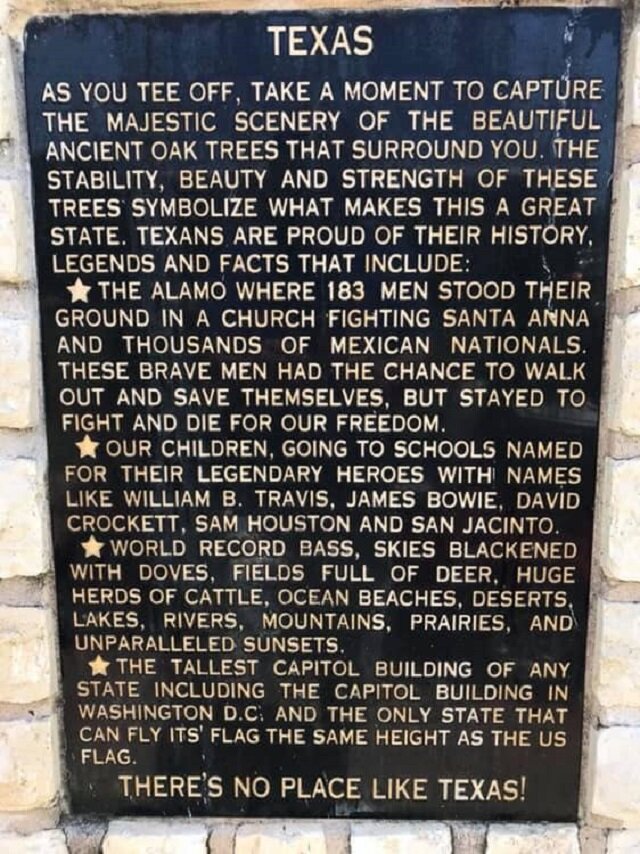 TEXAS
AS YOU TEE OFF, TAKE A MOMENT TO CAPTURE
THE MAJESTIC SCENERY OF THE BEAUTIFUL
ANCIENT OAK TREES THAT SURROUND YOU. THE
STABILITY, BEAUTY AND STRENGTH OF THESE
TREES SYMBOLIZE WHAT MAKES THIS A GREAT
STATE. TEXANS ARE PROUD OF THEIR HISTORY,
LEGENDS AND FACTS THAT INCLUDE:
THE ALAMO WHERE 183 MEN STOOD THEIR
GROUND IN A CHURCH FIGHTING SANTA ANNA
AND THOUSANDS OF MEXICAN NATIONALS.
THESE BRAVE MEN HAD THE CHANCE TO WALK
OUT AND SAVE THEMSELVES, BUT STAYED TO
FIGHT AND DIE FOR OUR FREEDOM.
OUR CHILDREN, GOING TO SCHOOLS NAMED
FOR THEIR LEGENDARY HEROES WITH NAMES
LIKE WILLIAM B. TRAVIS, JAMES BOWIE, DAVID
CROCKETT, SAM HOUSTON AND SAN JACINTO.
WORLD RECORD BASS, SKIES BLACKENED
WITH DOVES, FIELDS FULL OF DEER, HUGE
HERDS OF CATTLE, OCEAN BEACHES, DESERTS,
LAKES, RIVERS, MOUNTAINS, PRAIRIES, AND
UNPARALLELED SUNSETS.
THE TALLEST CAPITOL BUILDING OF ANY
STATE INCLUDING THE CAPITOL BUILDING IN
WASHINGTON D.C. AND THE ONLY STATE THAT
CAN FLY ITS' FLAG THE SAME HEIGHT AS THE US
FLAG.
THERE'S NO PLACE LIKE TEXAS!